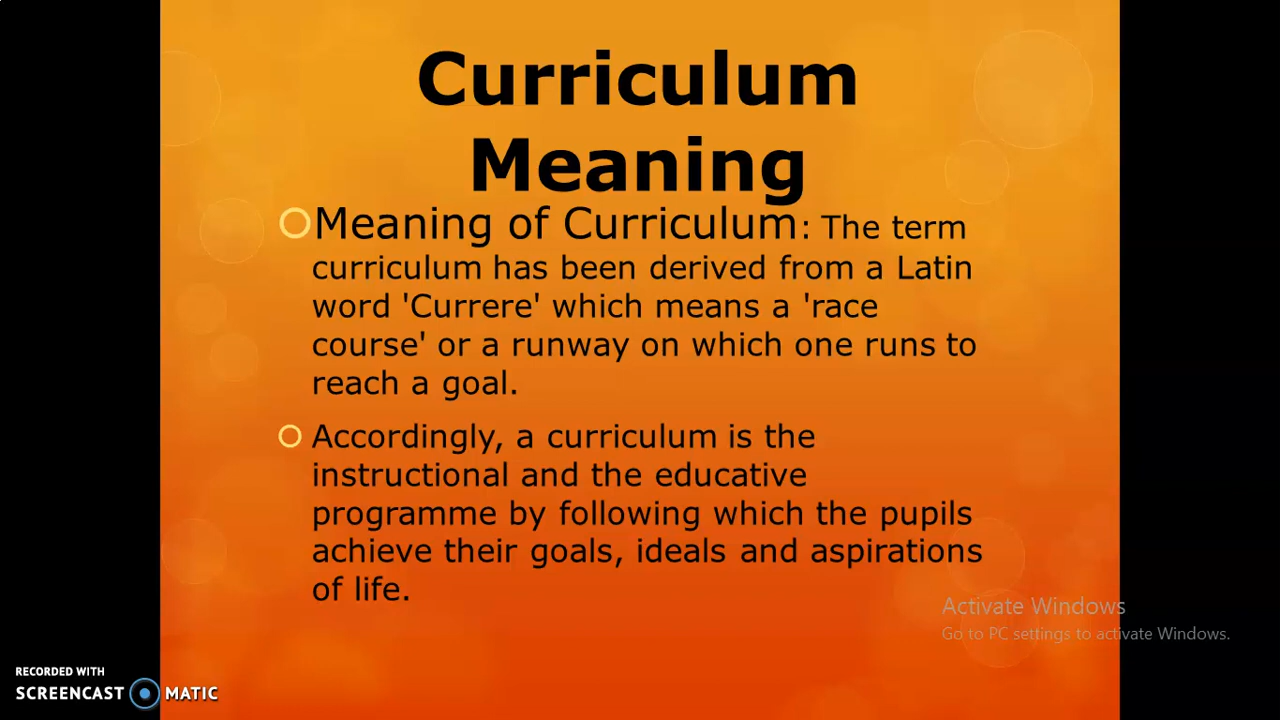 Curriculum
Meaning
Meaning of Curriculum: The term
curriculum has been derived from a Latin
word 'Currere' which means a 'race
course' or a runway on which one runs to
reach a goal.
Accordingly, a curriculum is the
instructional and the educative
programme by following which the pupils
achieve their goals, ideals and aspirations
of life.
Activate Windows
Go to PC settings to activate Windows.
RECORDED WITH
SCREENCAST MATIC